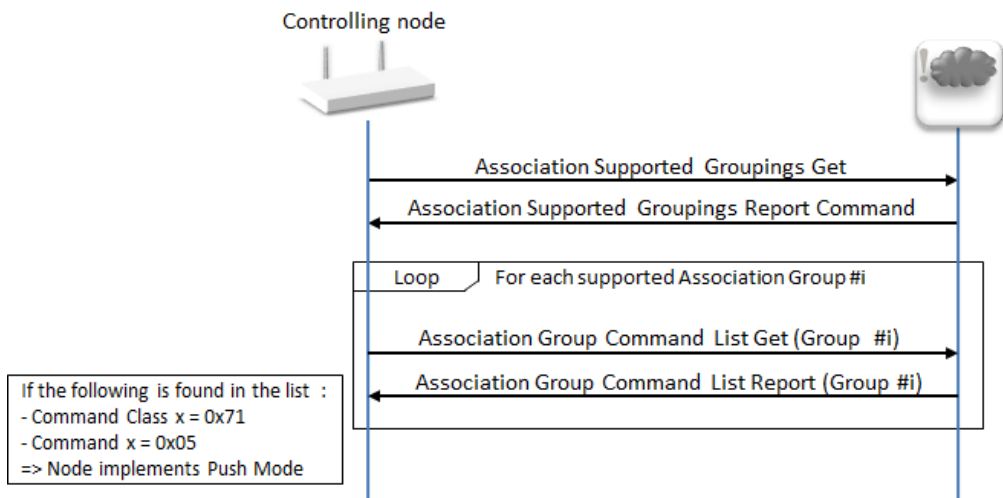 Controlling node
Association Supported Groupings Get
Association Supported Groupings Report Command
Loop
For each supported Association Group #i
Association Group Command List Get (Group #i)
Association Group Command List Report (Group #i)
If the following is found in the list :
- Command Class x = 0x71
- Command x = 0x05
=> Node implements Push Mode